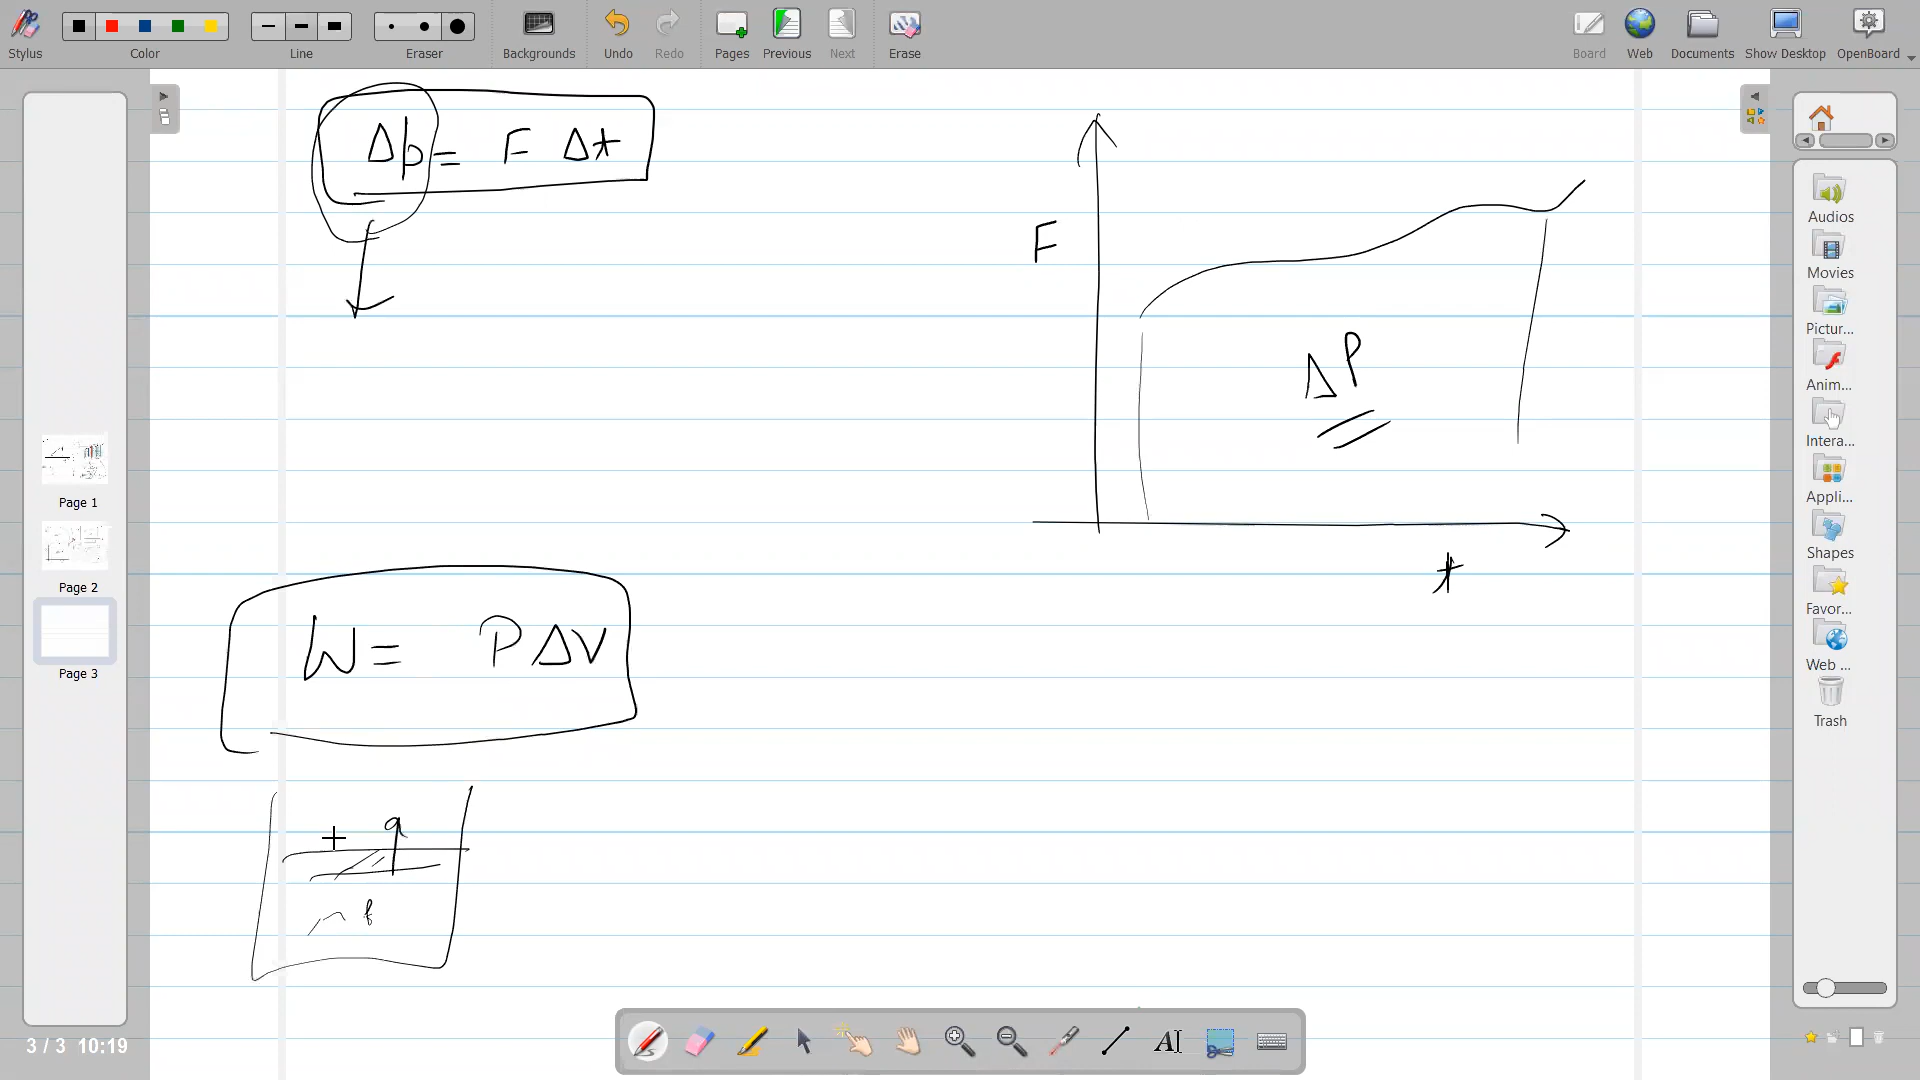 Stylus
Color
Line
Eraser
Backgrounds
Undo
Redo
Pages
Previous
Next
Erase
Board
Web
Documents
Show Desktop
OpenBoard
Δp = F Δt
F
ΔP
t
W = P ΔV
Page 1
Page 2
Page 3
3 / 3 10:19
Audios
Movies
Pictur...
Anim...
Intera...
Appli...
Shapes
Favor...
Web ...
Trash